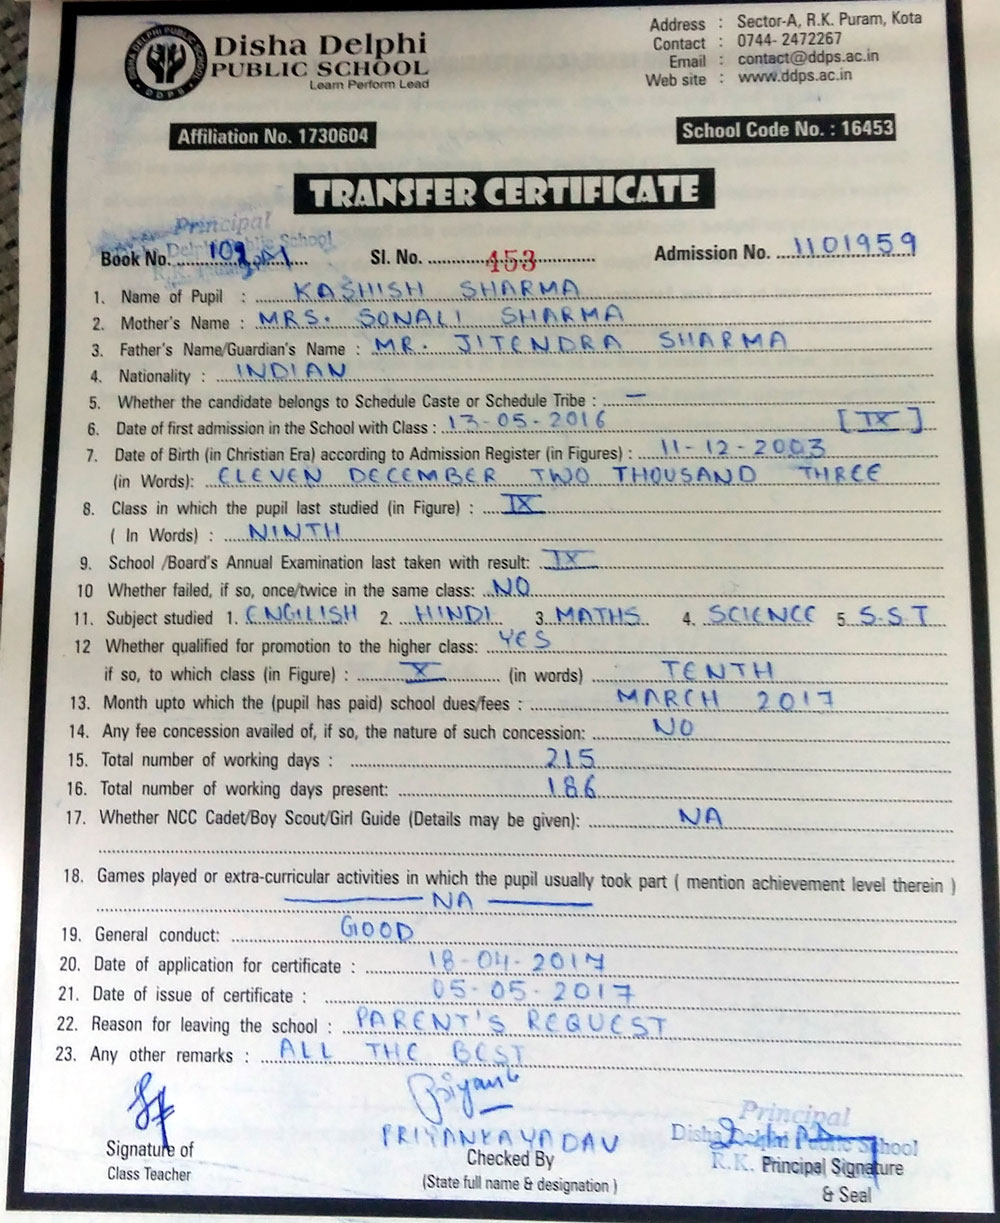 Disha Delphi
PUBLIC SCHOOL
Learn Perform Lead
DISHA DELPHI PUBLIC SCHOOL
DDPS
Address : Sector-A, R.K. Puram, Kota
Contact : 0744- 2472267
Email : contact@ddps.ac.in
Web site : www.ddps.ac.in
Affiliation No. 1730604
School Code No. : 16453
TRANSFER CERTIFICATE
Principal
Delphi Public School
Book No. 109 Sl. No. 453 Admission No. 1101959
1. Name of Pupil : KASHISH SHARMA
2. Mother's Name : MRS. SONALI SHARMA
3. Father's Name/Guardian's Name : MR. JITENDRA SHARMA
4. Nationality : INDIAN
5. Whether the candidate belongs to Schedule Caste or Schedule Tribe : —
6. Date of first admission in the School with Class : 13-05-2016 [IX]
7. Date of Birth (in Christian Era) according to Admission Register (in Figures) : 11-12-2003
(in Words): ELEVEN DECEMBER TWO THOUSAND THREE
8. Class in which the pupil last studied (in Figure) : IX
( In Words) : NINTH
9. School /Board's Annual Examination last taken with result: IX
10 Whether failed, if so, once/twice in the same class: NO
11. Subject studied 1. ENGILISH 2. HINDI 3. MATHS 4. SCIENCE 5. S.S.T
12 Whether qualified for promotion to the higher class: YES
if so, to which class (in Figure) : X (in words) TENTH
13. Month upto which the (pupil has paid) school dues/fees : MARCH 2017
14. Any fee concession availed of, if so, the nature of such concession: NO
15. Total number of working days : 215
16. Total number of working days present: 186
17. Whether NCC Cadet/Boy Scout/Girl Guide (Details may be given): NA
18. Games played or extra-curricular activities in which the pupil usually took part ( mention achievement level therein )
— NA —
19. General conduct: GOOD
20. Date of application for certificate : 18-04-2017
21. Date of issue of certificate : 05-05-2017
22. Reason for leaving the school : PARENT'S REQUEST
23. Any other remarks : ALL THE BEST
Signature of
Class Teacher
PRIYANKA YADAV
Checked By
(State full name & designation )
Principal
Disha Delphi Public School
R.K. Principal Signature
& Seal